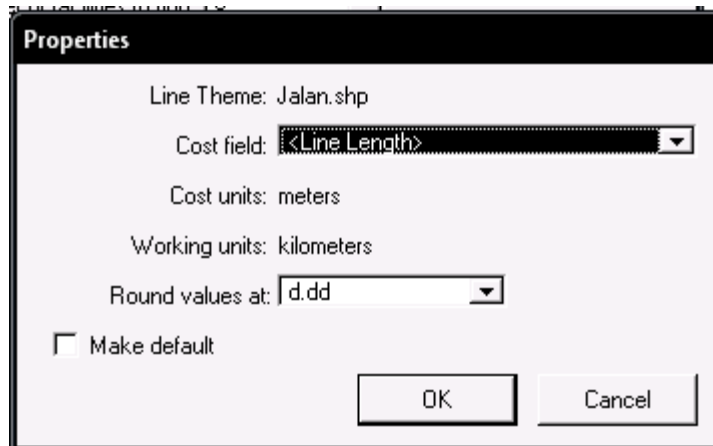 Properties
Line Theme: Jalan.shp
Cost field: <Line Length>
Cost units: meters
Working units: kilometers
Round values at: d.dd
Make default
OK Cancel